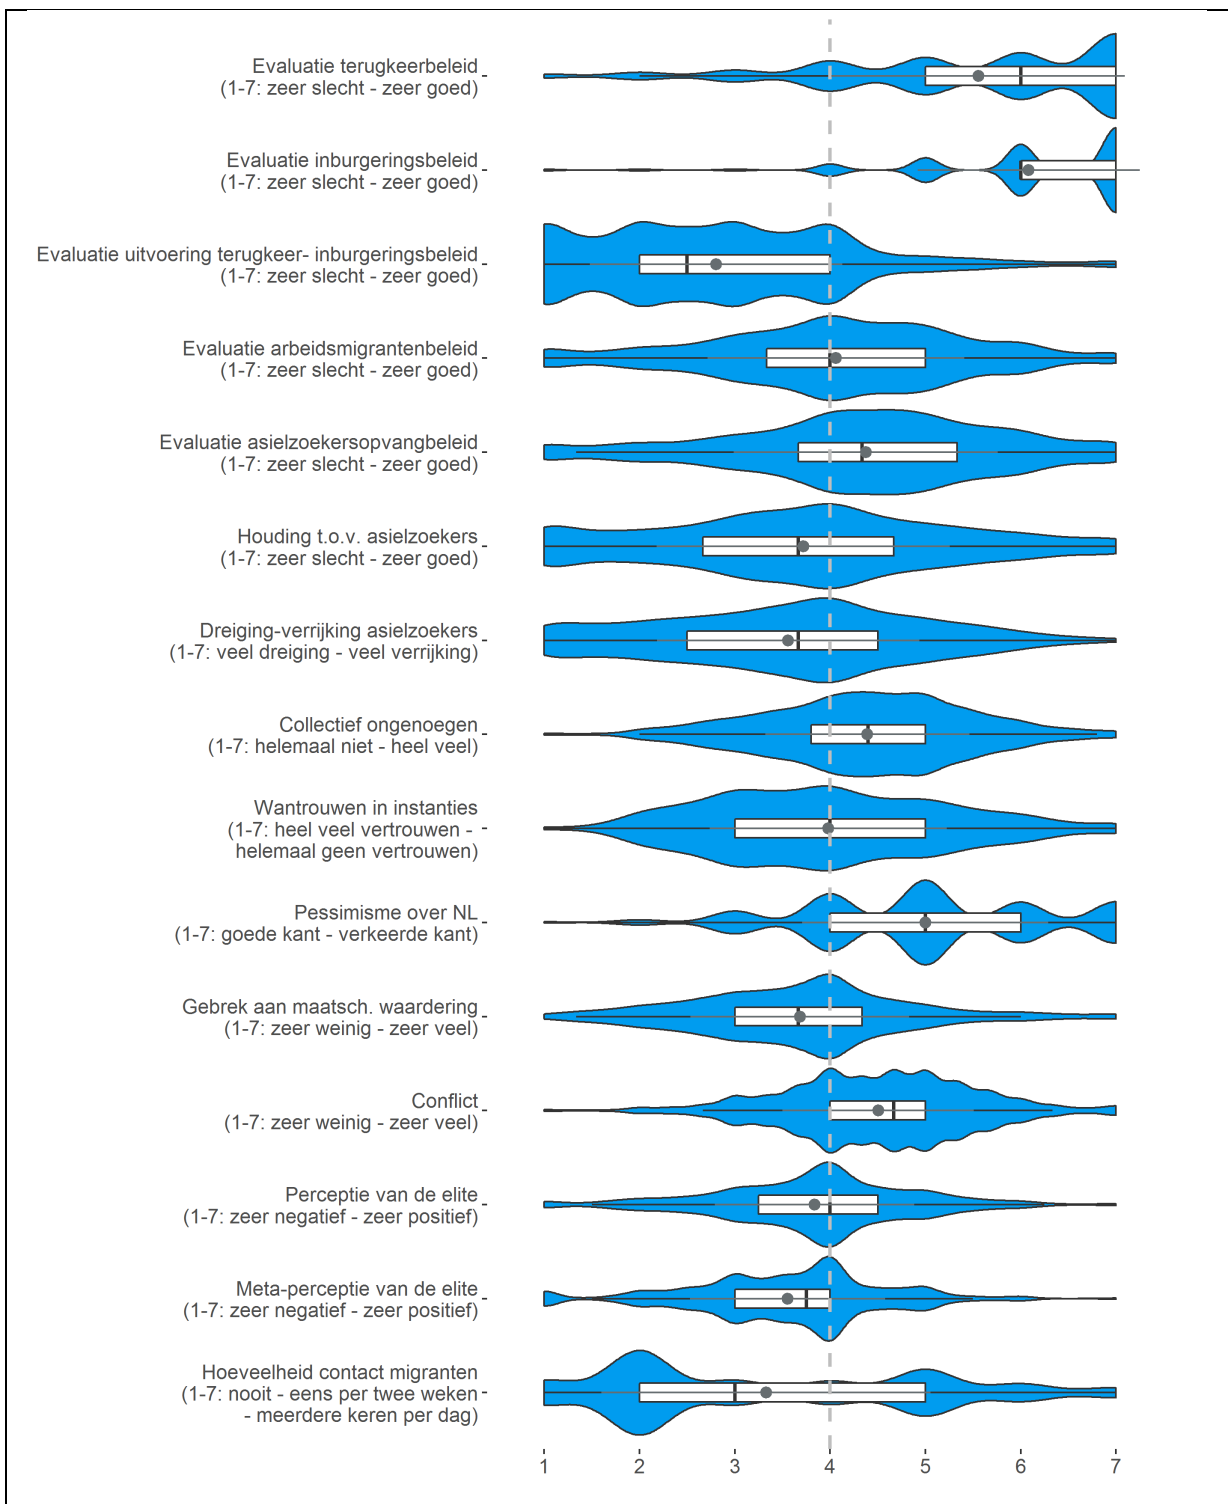 Evaluatie terugkeerbeleid
(1-7: zeer slecht - zeer goed)
Evaluatie inburgeringsbeleid
(1-7: zeer slecht - zeer goed)
Evaluatie uitvoering terugkeer- inburgeringsbeleid
(1-7: zeer slecht - zeer goed)
Evaluatie arbeidsmigrantenbeleid
(1-7: zeer slecht - zeer goed)
Evaluatie asielzoekersopvangbeleid
(1-7: zeer slecht - zeer goed)
Houding t.o.v. asielzoekers
(1-7: zeer slecht - zeer goed)
Dreiging-verrijking asielzoekers
(1-7: veel dreiging - veel verrijking)
Collectief ongenoegen
(1-7: helemaal niet - heel veel)
Wantrouwen in instanties
(1-7: heel veel vertrouwen -
helemaal geen vertrouwen)
Pessimisme over NL
(1-7: goede kant - verkeerde kant)
Gebrek aan maatsch. waardering
(1-7: zeer weinig - zeer veel)
Conflict
(1-7: zeer weinig - zeer veel)
Perceptie van de elite
(1-7: zeer negatief - zeer positief)
Meta-perceptie van de elite
(1-7: zeer negatief - zeer positief)
Hoeveelheid contact migranten
(1-7: nooit - eens per twee weken
- meerdere keren per dag)
1 2 3 4 5 6 7